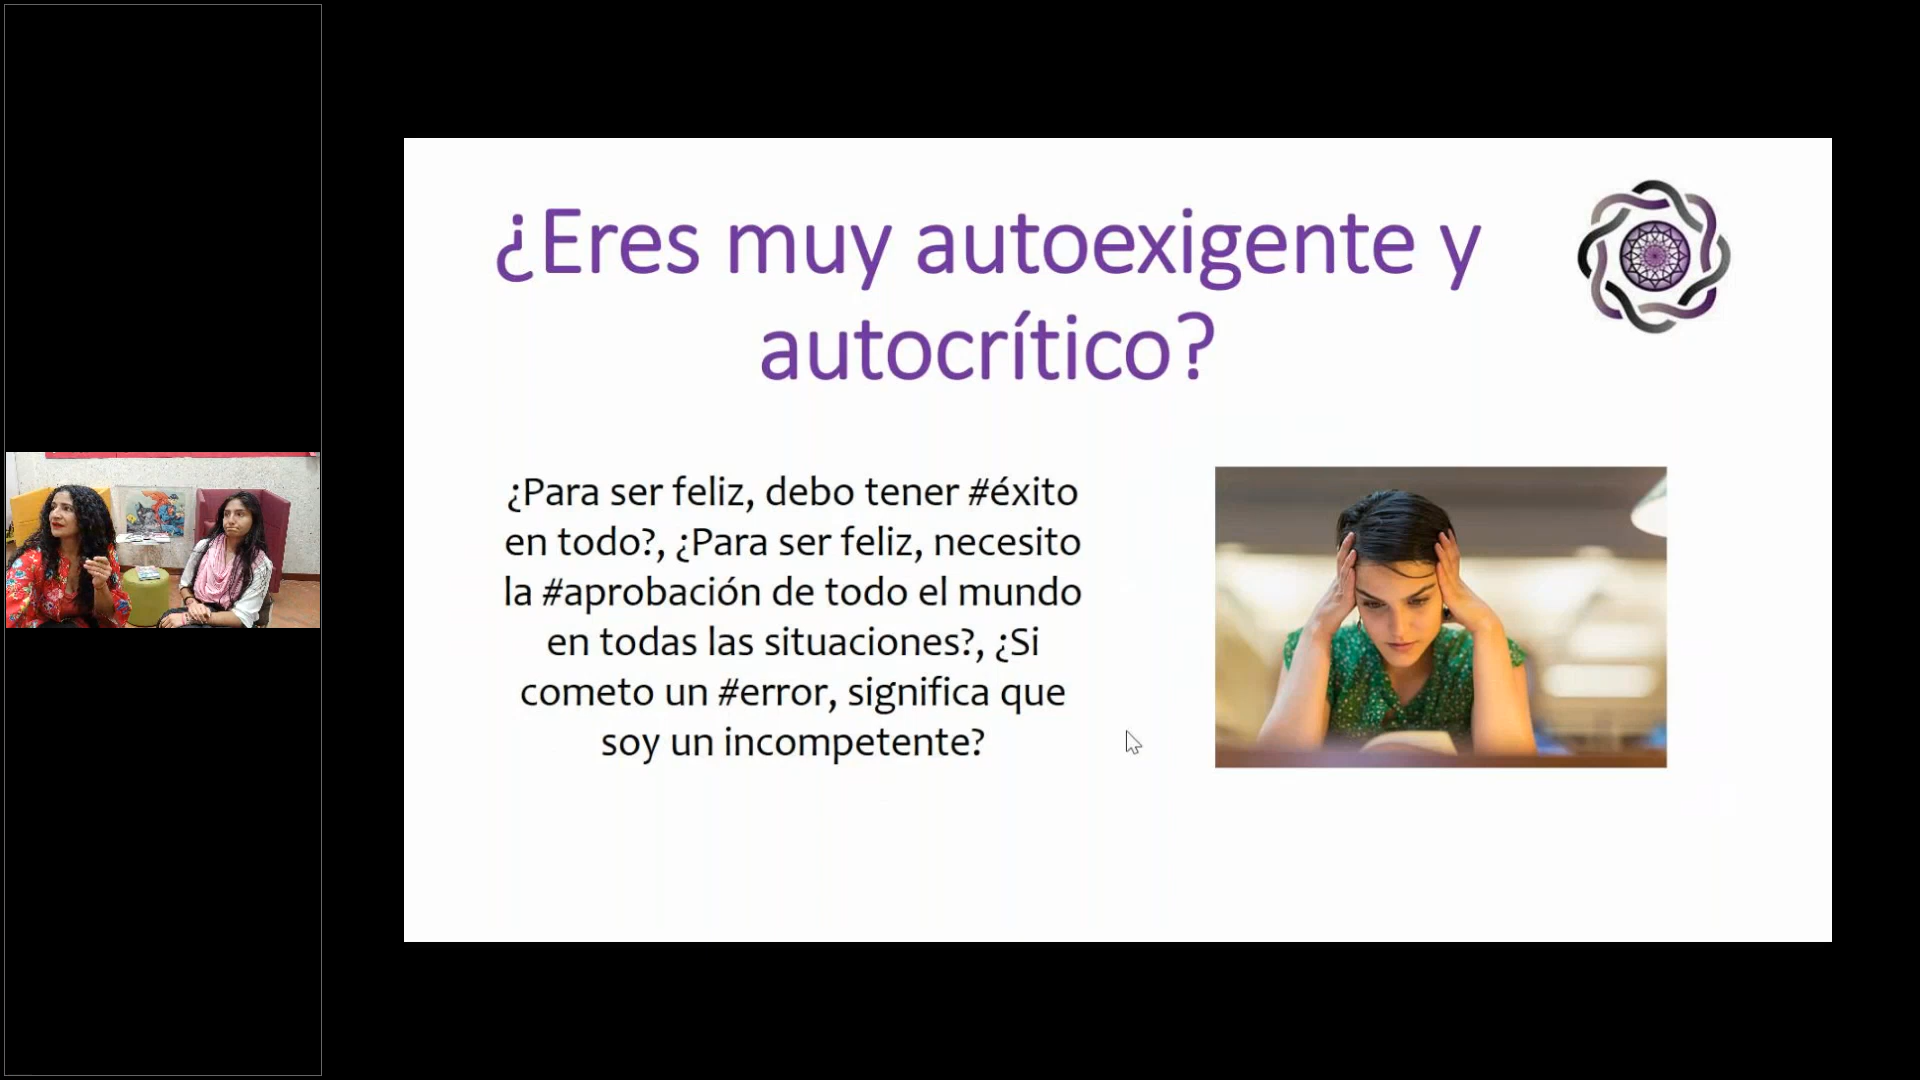 ¿Eres muy autoexigente y
autocrítico?
¿Para ser feliz, debo tener #éxito
en todo?, ¿Para ser feliz, necesito
la #aprobación de todo el mundo
en todas las situaciones?, ¿Si
cometo un #error, significa que
soy un incompetente?